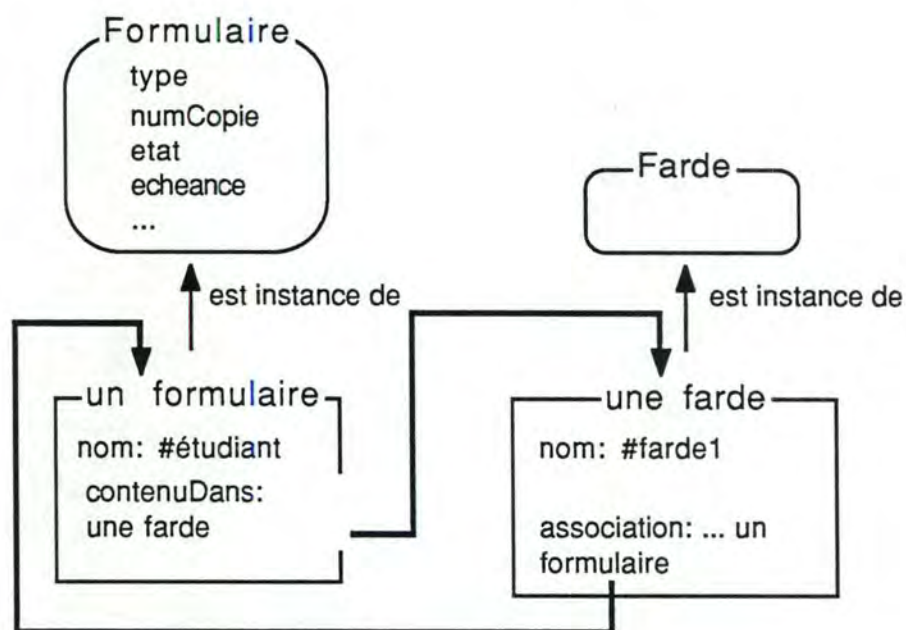 Formulaire
type
numCopie
etat
echeance
...
Farde
est instance de
est instance de
un formulaire
nom: #étudiant
contenuDans:
une farde
une farde
nom: #farde1
association: ... un
formulaire